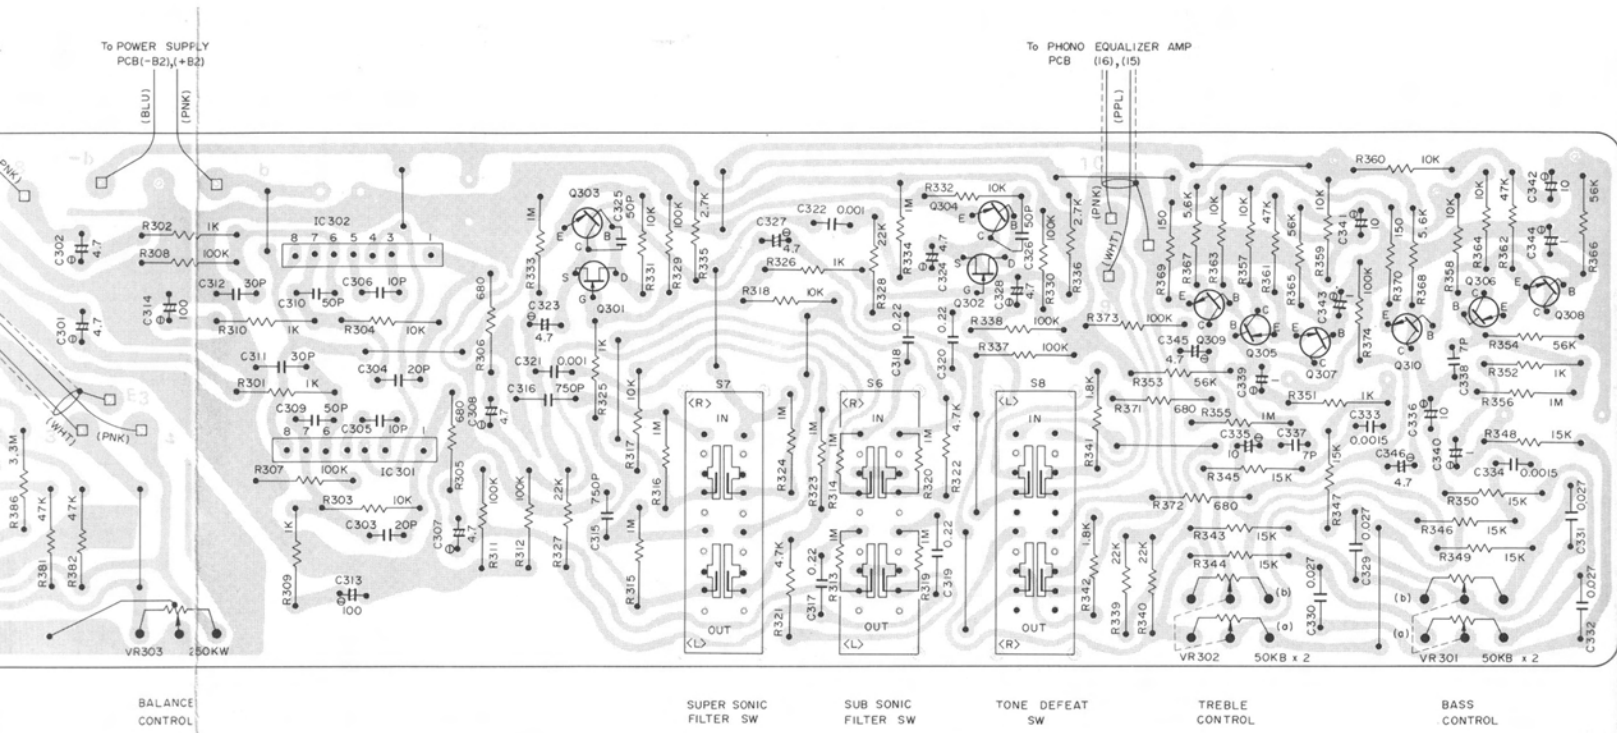 To POWER SUPPLY
PCB(-B2),(+B2)
(BLU)
(PNK)
To PHONO EQUALIZER AMP
PCB (16),(15)
(PPL)
(PNK)
(WHT)
PNK)
(WHT)
(PNK)
E3
R302 1K
R308 100K
C302 4.7
C301 4.7
C314 100
C312 30P
C310 50P
C306 10P
IC302
8 7 6 5 4 3 1
R310 1K
R304 10K
C311 30P
C304 20P
R301 1K
C309 50P
C305 10P
8 7 6 1
IC301
R307 100K
R303 10K
C303 20P
R309 1K
C313 100
R386 3.3M
R381 47K
R382 47K
VR303 250KW
R306 680
R305 680
C308 4.7
C307 4.7
R311 100K
R312 100K
R327 22K
C315 750P
C323 4.7
C321 0.001
C316 750P
R325 1K
R317 10K
R316 1M
R315 1M
Q303
E B C
C325 50P
R333 1M
S D G
Q301
R331 10K
R329 100K
R335 2.7K
C327 4.7
C322 0.001
R326 1K
R318 10K
R328 22K
R334 1M
R332 10K
Q304
E B C
C326 50P
C324 4.7
S D G
Q302
C328 4.7
R330 100K
R336 2.7K
C318 0.22
C320 0.22
R338 100K
R337 100K
S7
<R>
IN
OUT
<L>
R324 1M
R323 1M
R321 4.7K
C317 0.22
S6
<R>
IN
R314 1M
R320 1M
R313 1M
R319 1M
OUT
<L>
R322 4.7K
C319 0.22
S8
<L>
IN
OUT
<R>
R341 1.8K
R342 1.8K
R339 22K
R340 22K
R369 150
R367 5.6K
R363 10K
R357 10K
R361 47K
R365 56K
R359 10K
C341 10
C343
R374 100K
R370 150
R368 5.6K
R360 10K
R358 10K
R364 10K
R362 47K
C342 10
C344
R366 56K
R373 100K
C345 4.7
Q309
Q305
Q307
Q310
Q306
Q308
C339
R353 56K
R371 680
R355 1M
R351 1K
C335 10
C337 7P
C333 0.0015
C336 10
C338 7P
R354 56K
R352 1K
R356 1M
R345 15K
R347 15K
C346 4.7
C340
R348 15K
C334 0.0015
R372 680
R343 15K
R344 15K
C329 0.027
C330 0.027
R350 15K
R346 15K
R349 15K
C331 0.027
C332 0.027
(b)
(a)
VR302 50KB x 2
(b)
(a)
VR301 50KB x 2
BALANCE
CONTROL
SUPER SONIC
FILTER SW
SUB SONIC
FILTER SW
TONE DEFEAT
SW
TREBLE
CONTROL
BASS
CONTROL